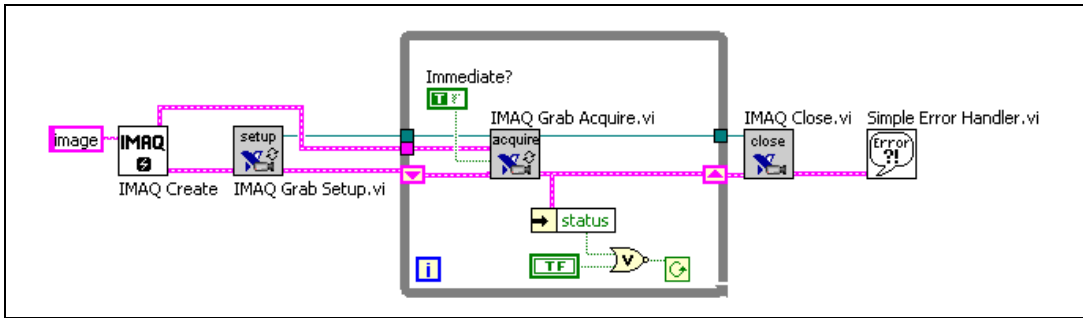 Immediate?
T F
IMAQ Grab Acquire.vi
IMAQ Close.vi
Simple Error Handler.vi
image
IMAQ
setup
acquire
close
Error
?!
IMAQ Create
IMAQ Grab Setup.vi
status
TF
V
i